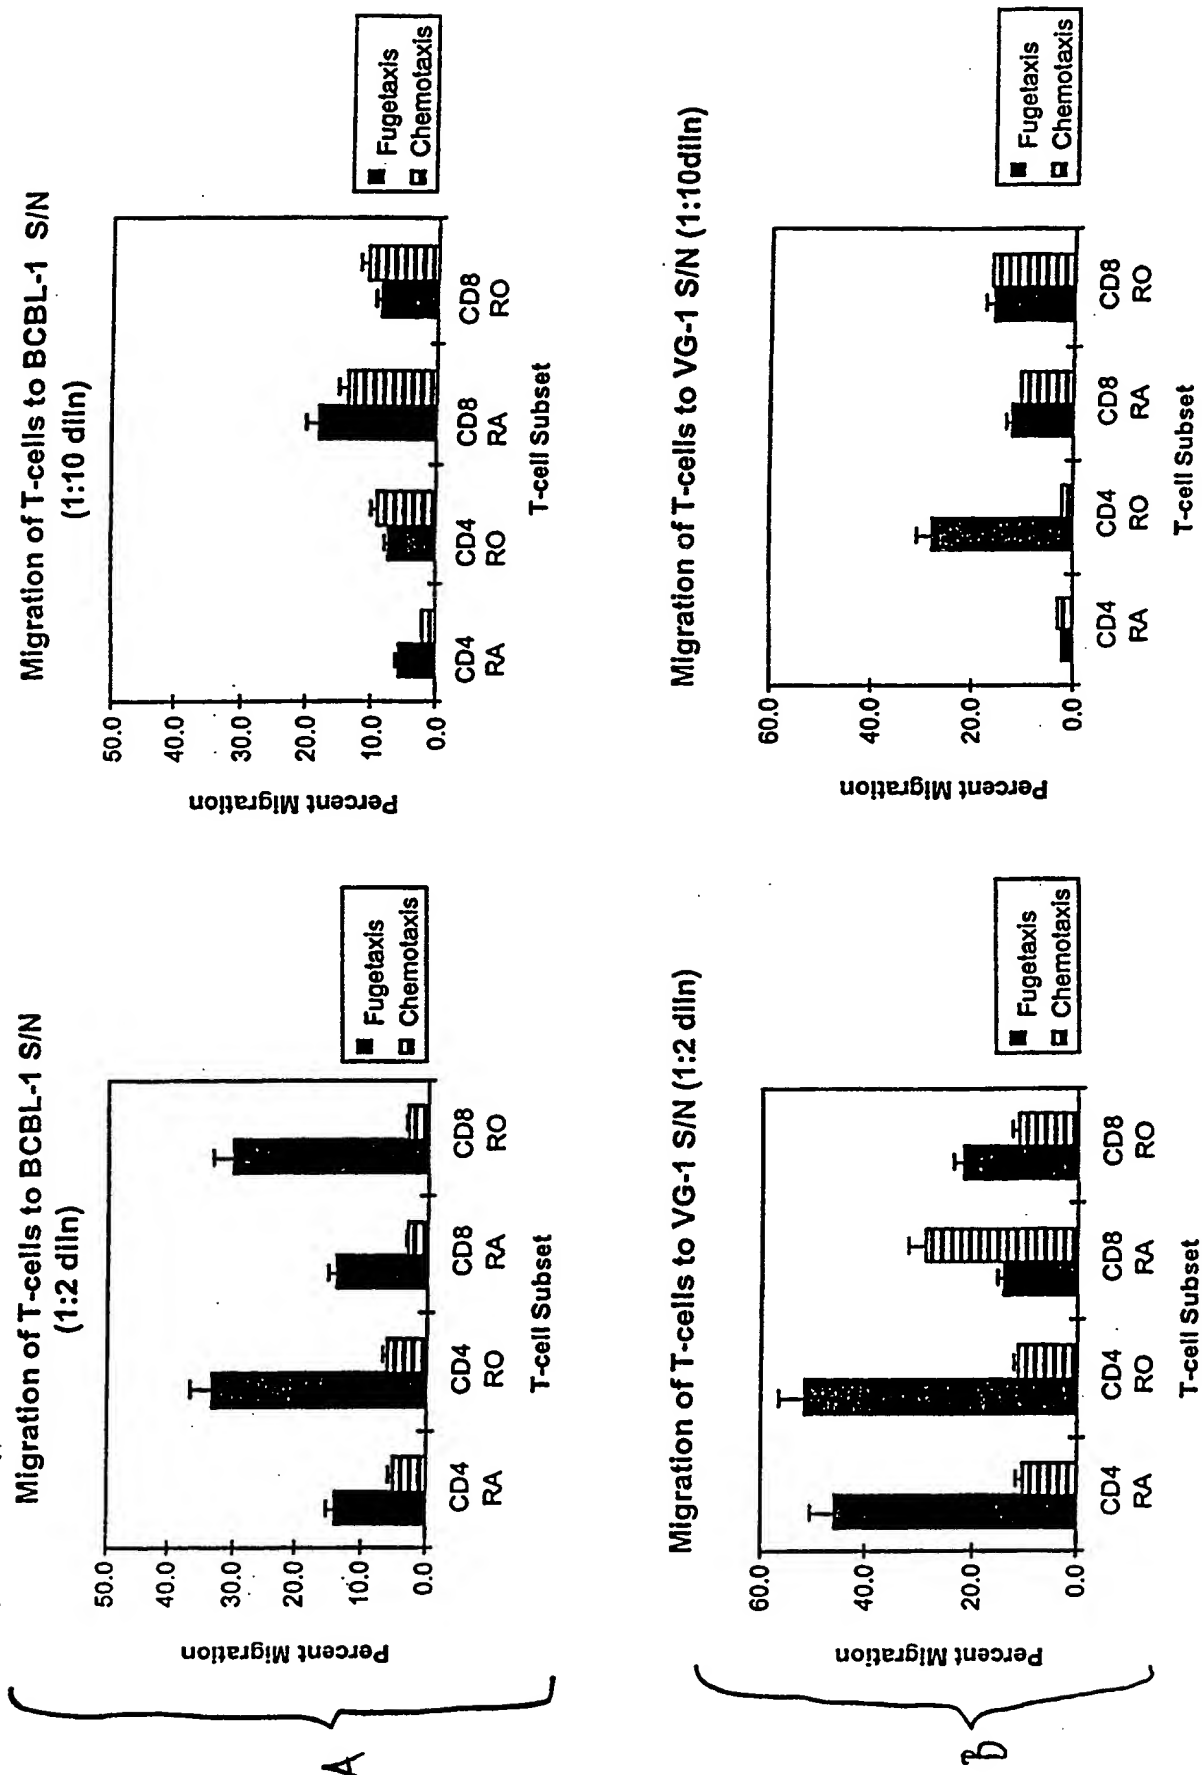 Migration of T-cells to BCBL-1 S/N
(1:2 diln)
Percent Migration
50.0
40.0
30.0
20.0
10.0
0.0
CD4 CD4 CD8 CD8
RA RO RA RO
T-cell Subset
Fugetaxis
Chemotaxis
Migration of T-cells to BCBL-1 S/N
(1:10 diln)
Percent Migration
50.0
40.0
30.0
20.0
10.0
0.0
CD4 CD4 CD8 CD8
RA RO RA RO
T-cell Subset
Fugetaxis
Chemotaxis
A
Migration of T-cells to VG-1 S/N (1:2 diln)
Percent Migration
60.0
40.0
20.0
0.0
CD4 CD4 CD8 CD8
RA RO RA RO
T-cell Subset
Fugetaxis
Chemotaxis
Migration of T-cells to VG-1 S/N (1:10diln)
Percent Migration
60.0
40.0
20.0
0.0
CD4 CD4 CD8 CD8
RA RO RA RO
T-cell Subset
Fugetaxis
Chemotaxis